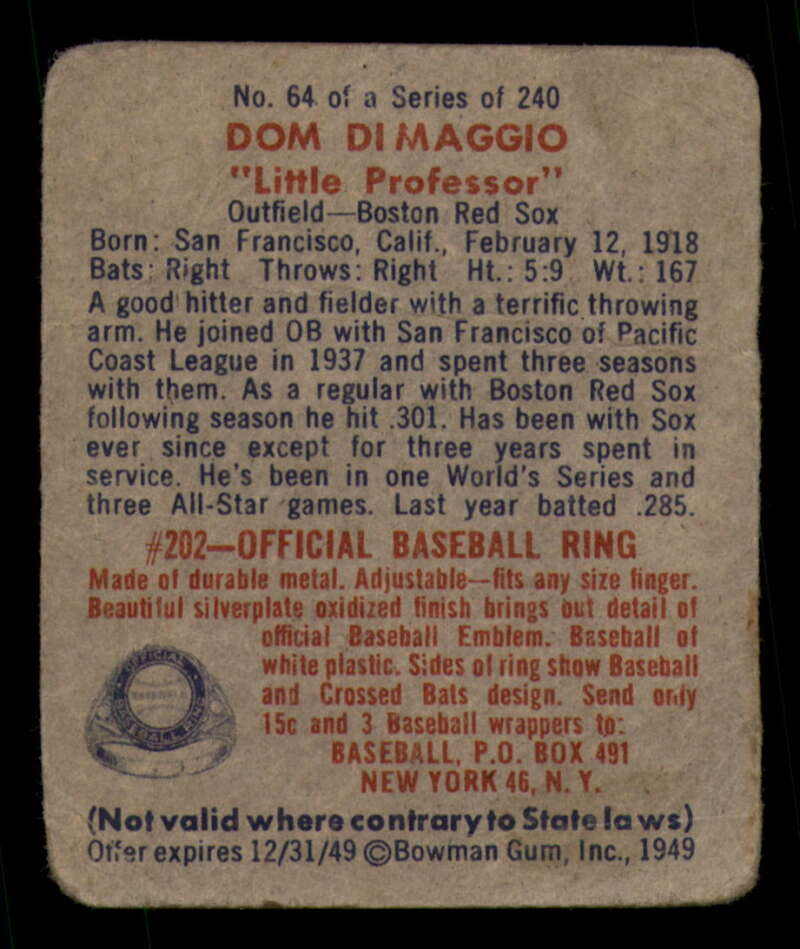 No. 64 of a Series of 240
DOM DI MAGGIO
"Little Professor"
Outfield—Boston Red Sox
Born: San Francisco, Calif., February 12, 1918
Bats: Right Throws: Right Ht.: 5:9 Wt.: 167
A good hitter and fielder with a terrific throwing
arm. He joined OB with San Francisco of Pacific
Coast League in 1937 and spent three seasons
with them. As a regular with Boston Red Sox
following season he hit .301. Has been with Sox
ever since except for three years spent in
service. He's been in one World's Series and
three All-Star games. Last year batted .285.
#202—OFFICIAL BASEBALL RING
Made of durable metal. Adjustable—fits any size finger.
Beautiful silverplate oxidized finish brings out detail of
official Baseball Emblem. Baseball of
white plastic. Sides of ring show Baseball
and Crossed Bats design. Send only
15c and 3 Baseball wrappers to:
BASEBALL, P.O. BOX 491
NEW YORK 46, N. Y.
OFFICIAL
BASEBALL RING
(Not valid where contrary to State laws)
Offer expires 12/31/49 ©Bowman Gum, Inc., 1949